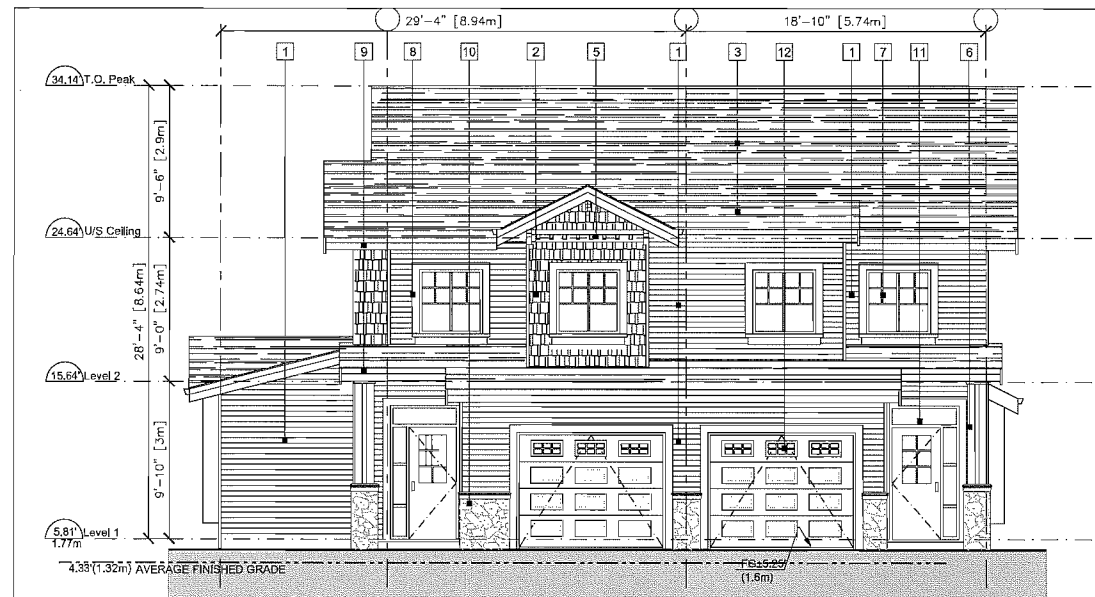 29'-4" [8.94m]
18'-10" [5.74m]
1
9
8
10
2
5
1
3
12
1
7
11
6
34.14' T.O. Peak
9'-6" [2.9m]
24.64' U/S Ceiling
28'-4" [8.64m]
9'-0" [2.74m]
15.64' Level 2
9'-10" [3m]
5.81' Level 1
1.77m
4.33'(1.32m) AVERAGE FINISHED GRADE
FG±5.25'
(1.6m)